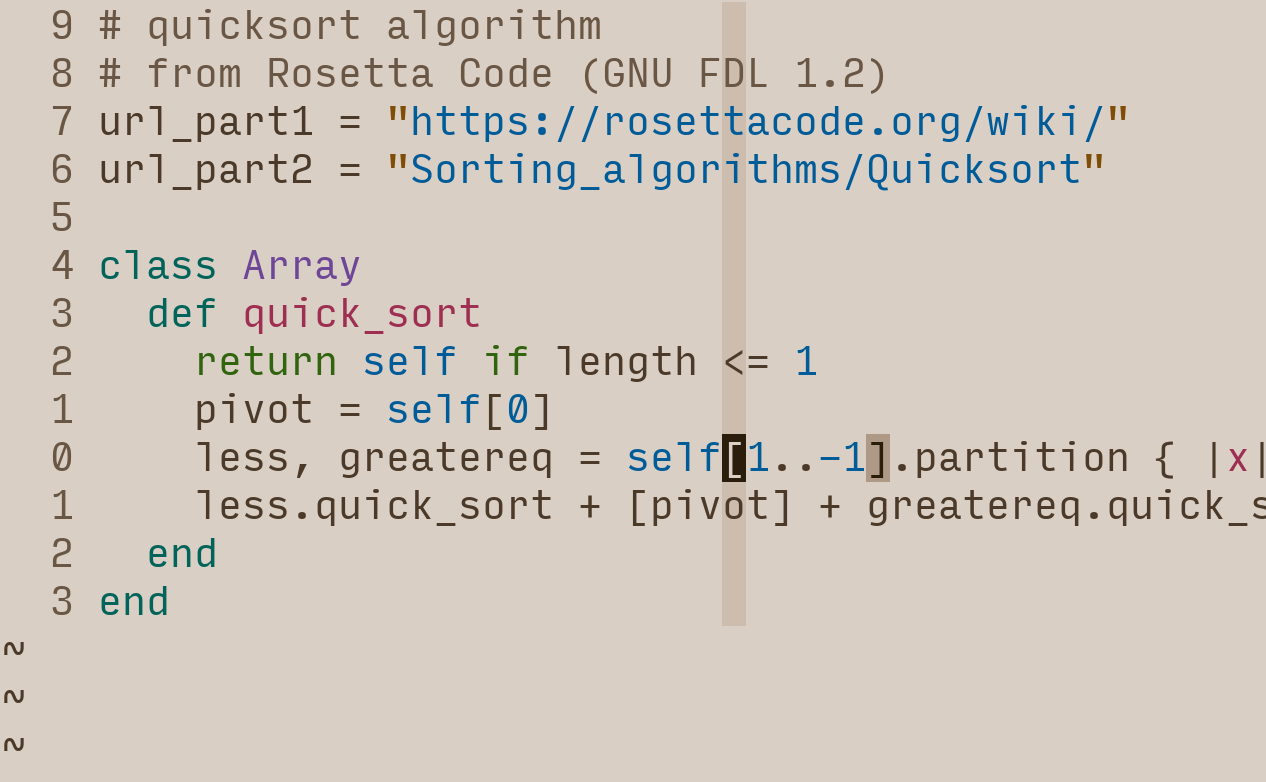 9 # quicksort algorithm
8 # from Rosetta Code (GNU FDL 1.2)
7 url_part1 = "https://rosettacode.org/wiki/"
6 url_part2 = "Sorting_algorithms/Quicksort"
5
4 class Array
3   def quick_sort
2     return self if length <= 1
1     pivot = self[0]
0     less, greatereq = self[1..-1].partition { |x|
1     less.quick_sort + [pivot] + greatereq.quick_s
2   end
3 end
~
~
~